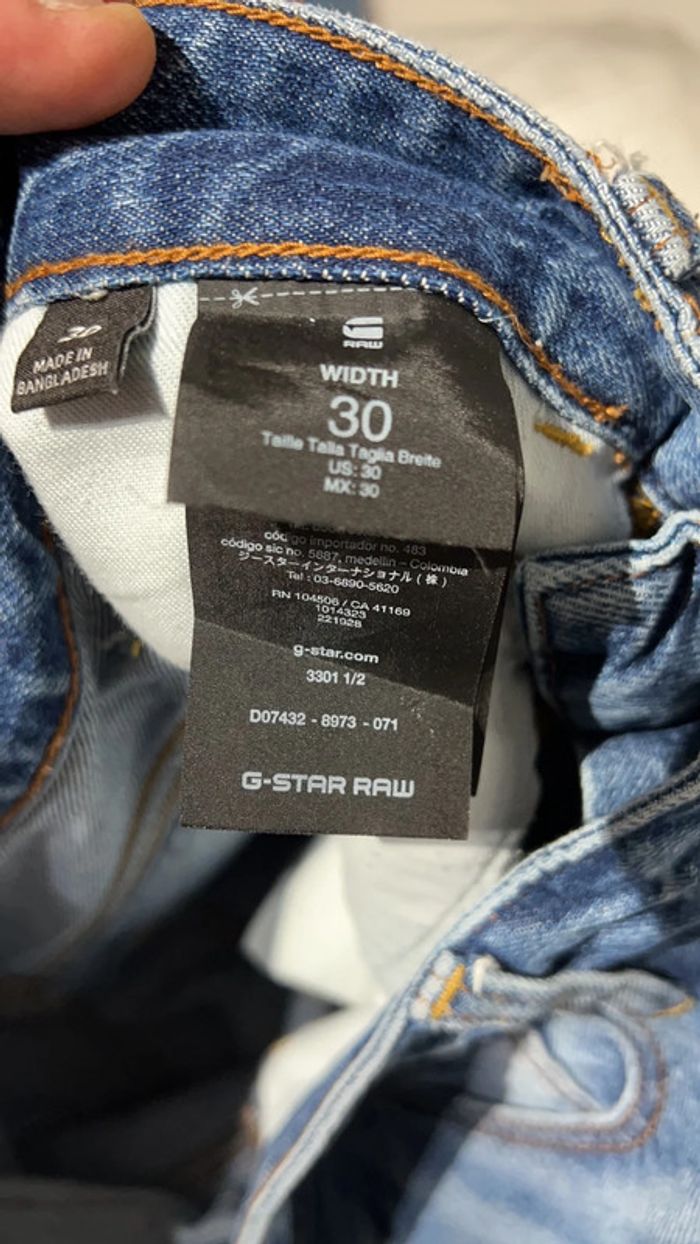 30
MADE IN
BANGLADESH
RAW
WIDTH
30
Taille Talla Taglia Breite
US: 30
MX: 30
código importador no. 483
código sic no. 5887, medellin – Colombia
ジースターインターナショナル(株)
Tel : 03-6890-5620
RN 104506 / CA 41169
1014323
221928
g-star.com
3301 1/2
D07432 - 8973 - 071
G-STAR RAW